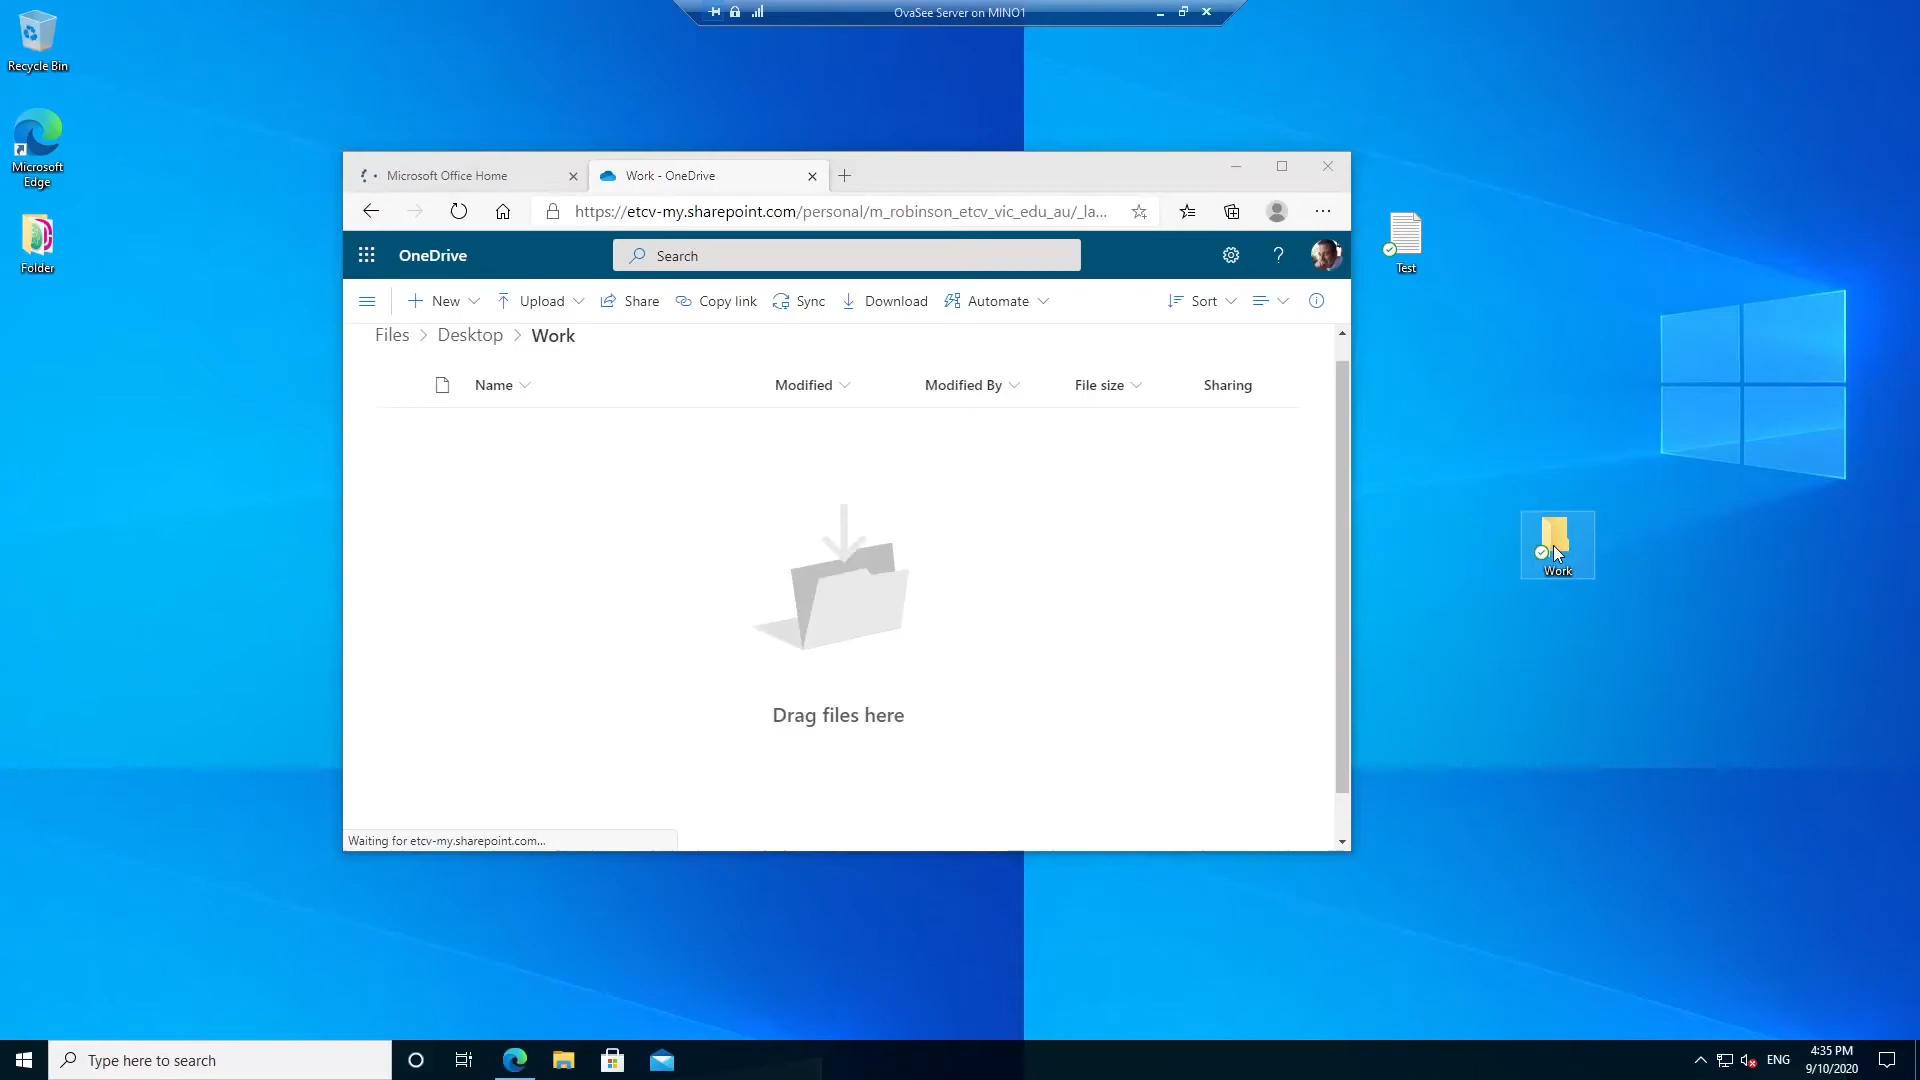 OvaSee Server on MINO1
Recycle Bin
Microsoft
Edge
Folder
Microsoft Office Home
Work - OneDrive
https://etcv-my.sharepoint.com/personal/m_robinson_etcv_vic_edu_au/_la...
OneDrive
Search
?
New
Upload
Share
Copy link
Sync
Download
Automate
Sort
Files > Desktop > Work
Name
Modified
Modified By
File size
Sharing
Drag files here
Waiting for etcv-my.sharepoint.com...
Test
Work
Type here to search
ENG
4:35 PM
9/10/2020